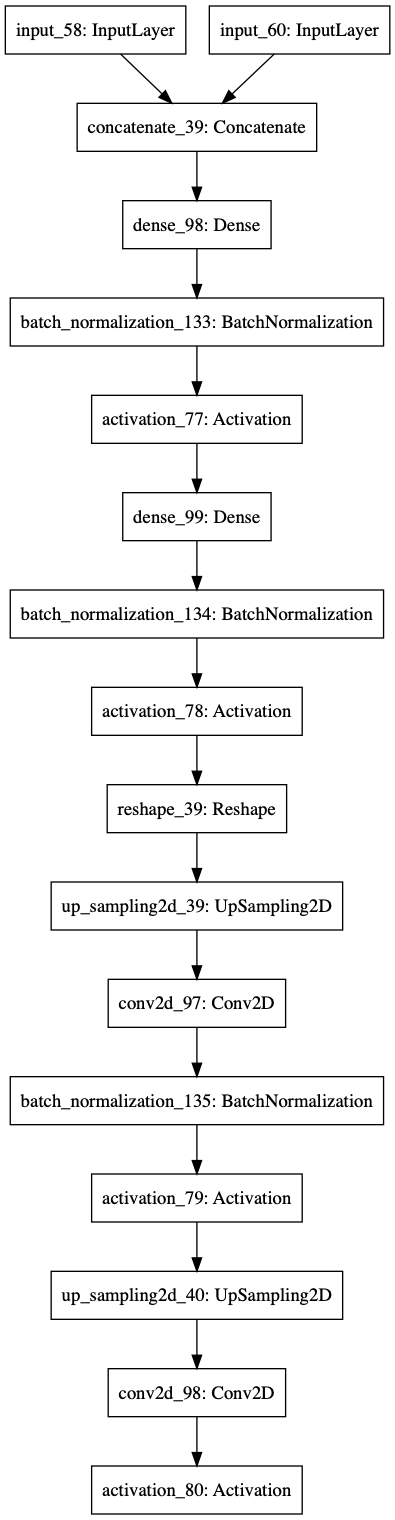 input_58: InputLayer
input_60: InputLayer
concatenate_39: Concatenate
dense_98: Dense
batch_normalization_133: BatchNormalization
activation_77: Activation
dense_99: Dense
batch_normalization_134: BatchNormalization
activation_78: Activation
reshape_39: Reshape
up_sampling2d_39: UpSampling2D
conv2d_97: Conv2D
batch_normalization_135: BatchNormalization
activation_79: Activation
up_sampling2d_40: UpSampling2D
conv2d_98: Conv2D
activation_80: Activation